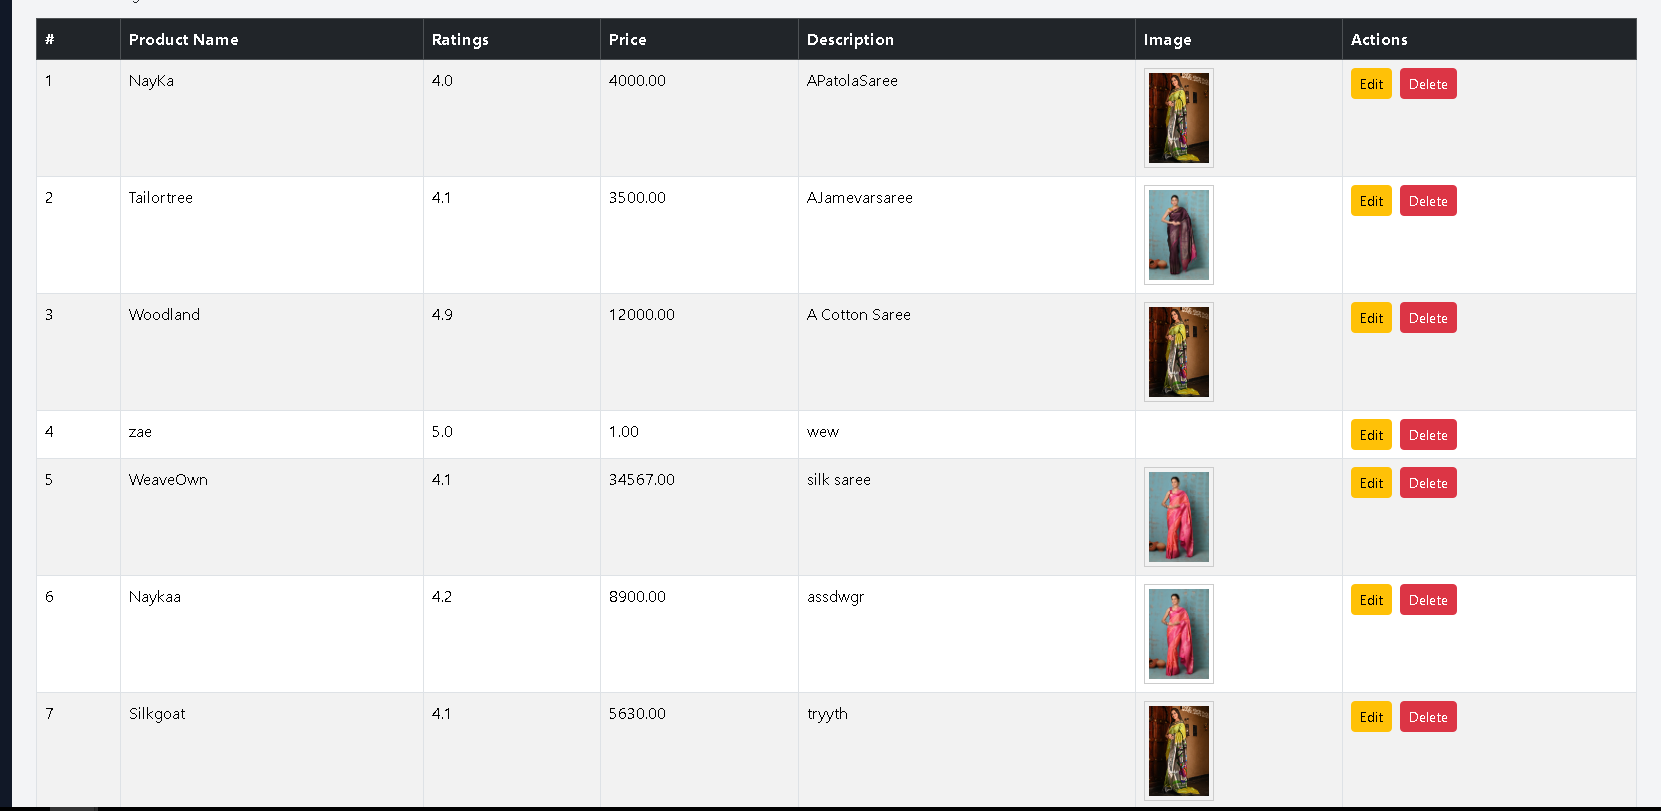 # Product Name Ratings Price Description Image Actions
1 NayKa 4.0 4000.00 APatolaSaree Edit Delete
2 Tailortree 4.1 3500.00 AJamevarsaree Edit Delete
3 Woodland 4.9 12000.00 A Cotton Saree Edit Delete
4 zae 5.0 1.00 wew Edit Delete
5 WeaveOwn 4.1 34567.00 silk saree Edit Delete
6 Naykaa 4.2 8900.00 assdwgr Edit Delete
7 Silkgoat 4.1 5630.00 tryyth Edit Delete